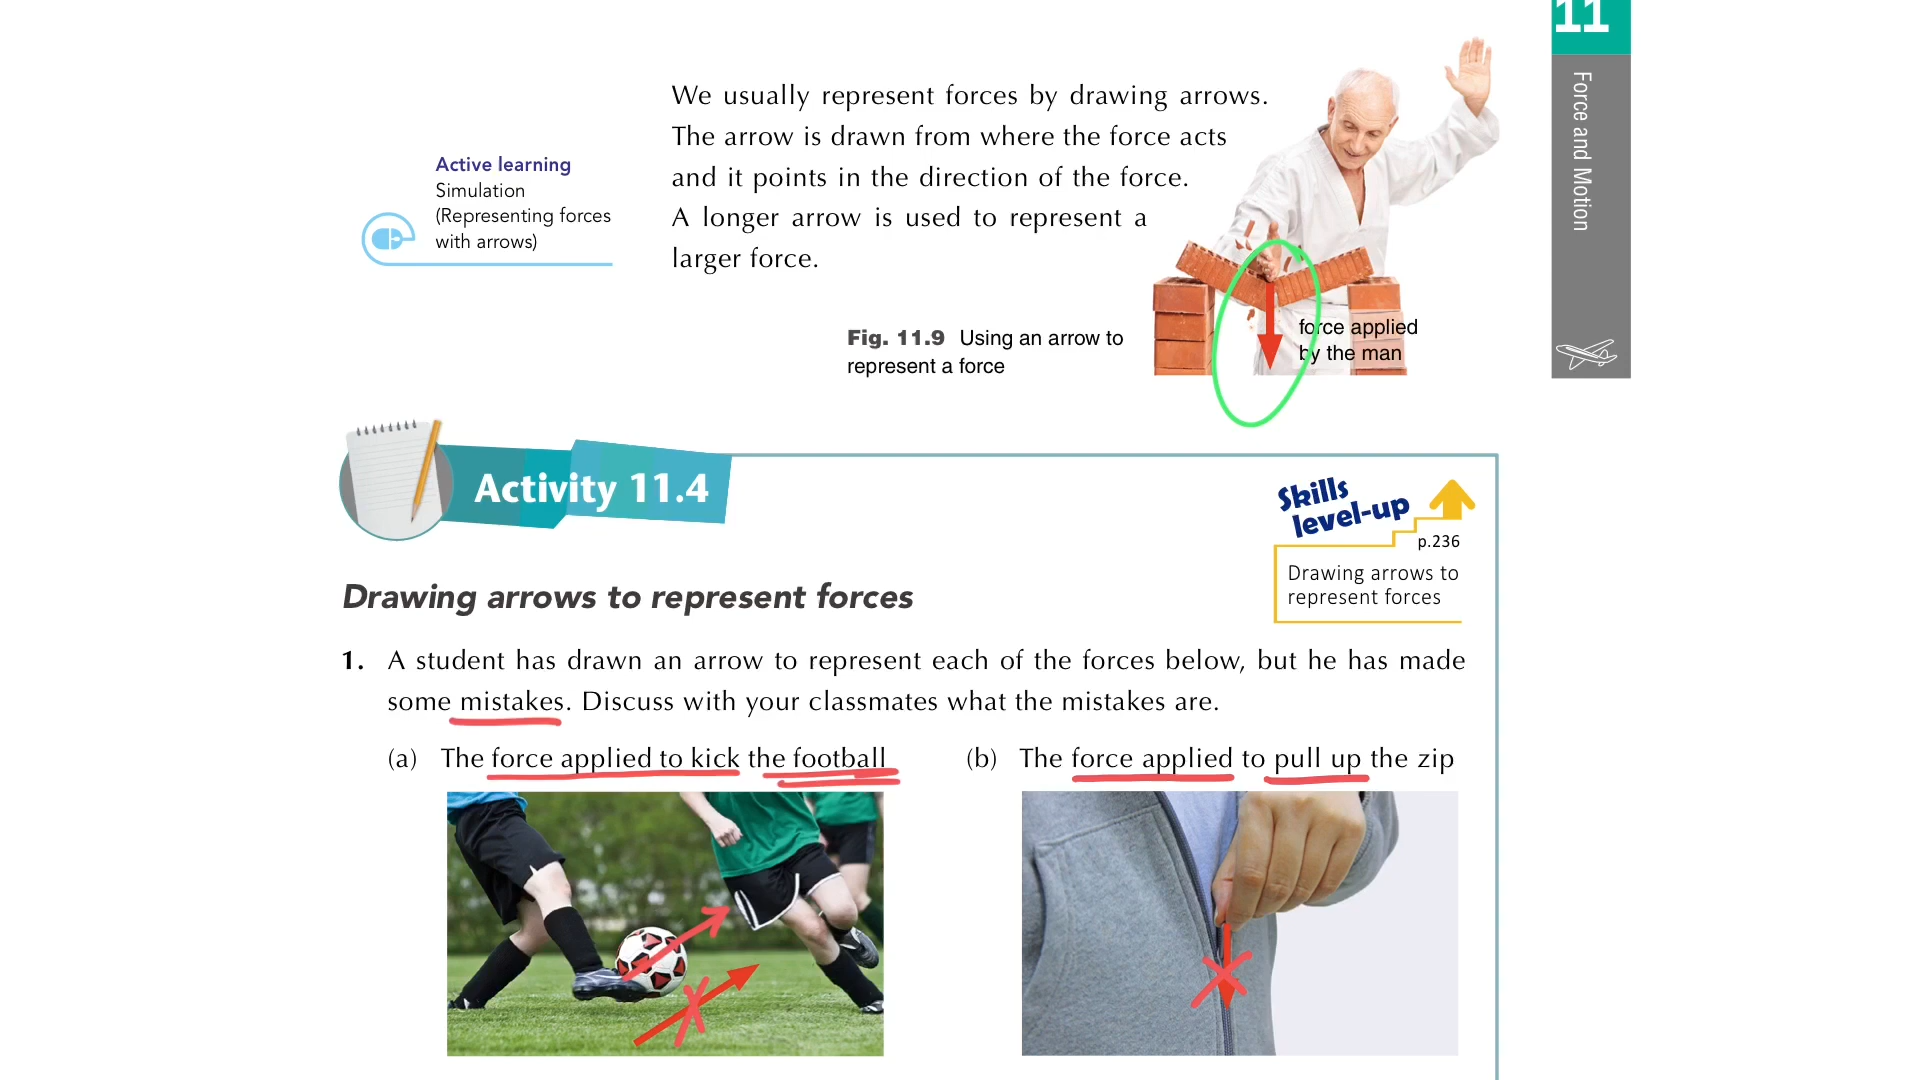 11
Force and Motion
We usually represent forces by drawing arrows.
The arrow is drawn from where the force acts
and it points in the direction of the force.
A longer arrow is used to represent a
larger force.
Active learning
Simulation
(Representing forces
with arrows)
Fig. 11.9 Using an arrow to
represent a force
force applied
by the man
Activity 11.4
Skills
level-up
p.236
Drawing arrows to
represent forces
Drawing arrows to represent forces
1. A student has drawn an arrow to represent each of the forces below, but he has made
some mistakes. Discuss with your classmates what the mistakes are.
(a) The force applied to kick the football
(b) The force applied to pull up the zip